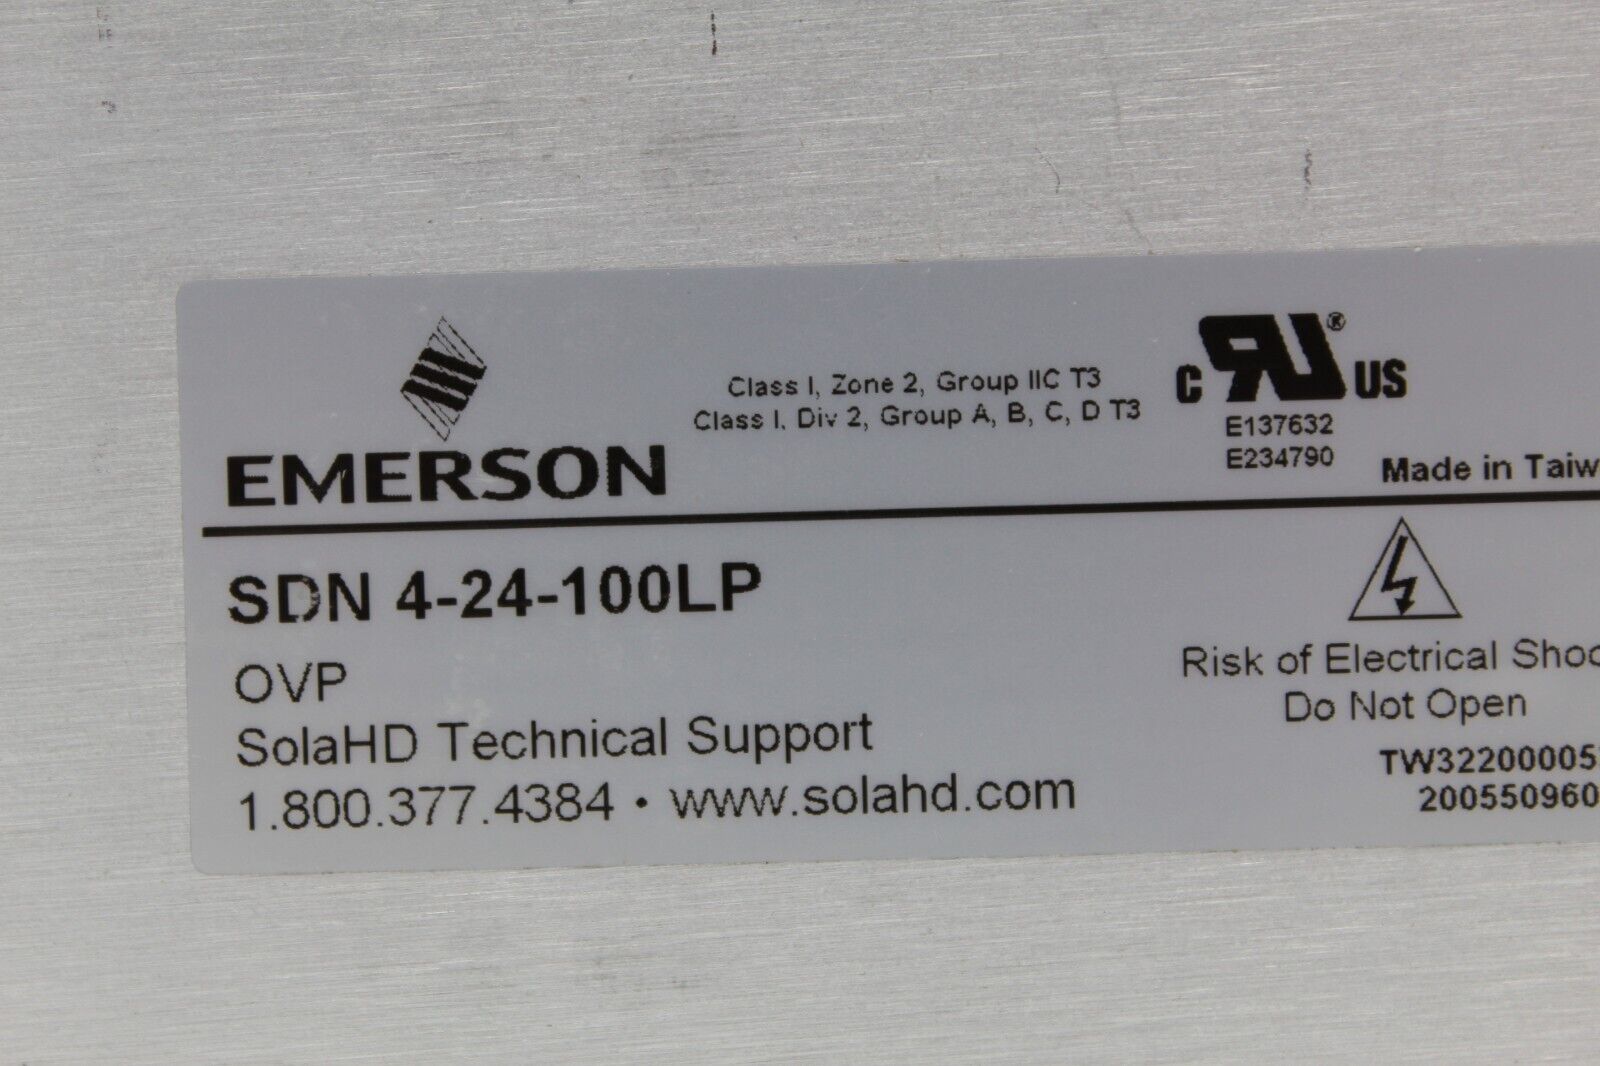 Class I, Zone 2, Group IIC T3
Class I, Div 2, Group A, B, C, D T3
C RU® US
E137632
E234790
EMERSON
Made in Taiw
SDN 4-24-100LP
OVP
SolaHD Technical Support
1.800.377.4384 • www.solahd.com
Risk of Electrical Shoc
Do Not Open
TW32200005
200550960